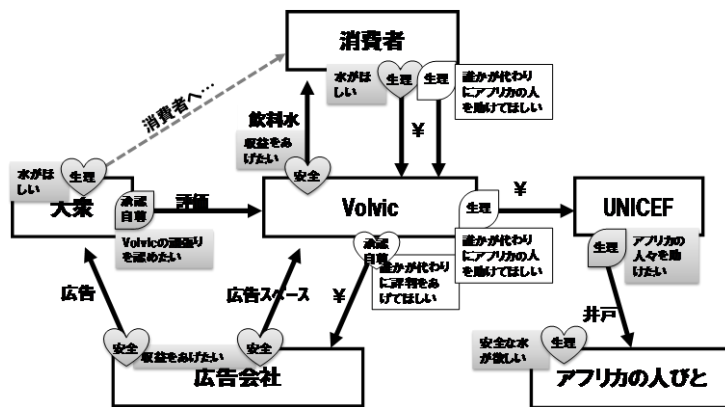 消費者
水がほ
しい
生理
生理
誰かが代わり
にアフリカの人
を助けてほしい
消費者へ…
飲料水
収益をあ
げたい
安全
¥
水がほ
しい
生理
大衆
承認
自尊
評価
Volvic
生理
¥
UNICEF
Volvicの頑張り
を認めたい
承認
自尊
誰かが代わり
に評判をあ
げてほしい
誰かが代わり
にアフリカの人
を助けてほしい
生理
アフリカの
人々を助
けたい
広告
広告スペース
¥
井戸
安全
収益をあげたい
安全
広告会社
安全な水
が欲しい
生理
アフリカの人びと